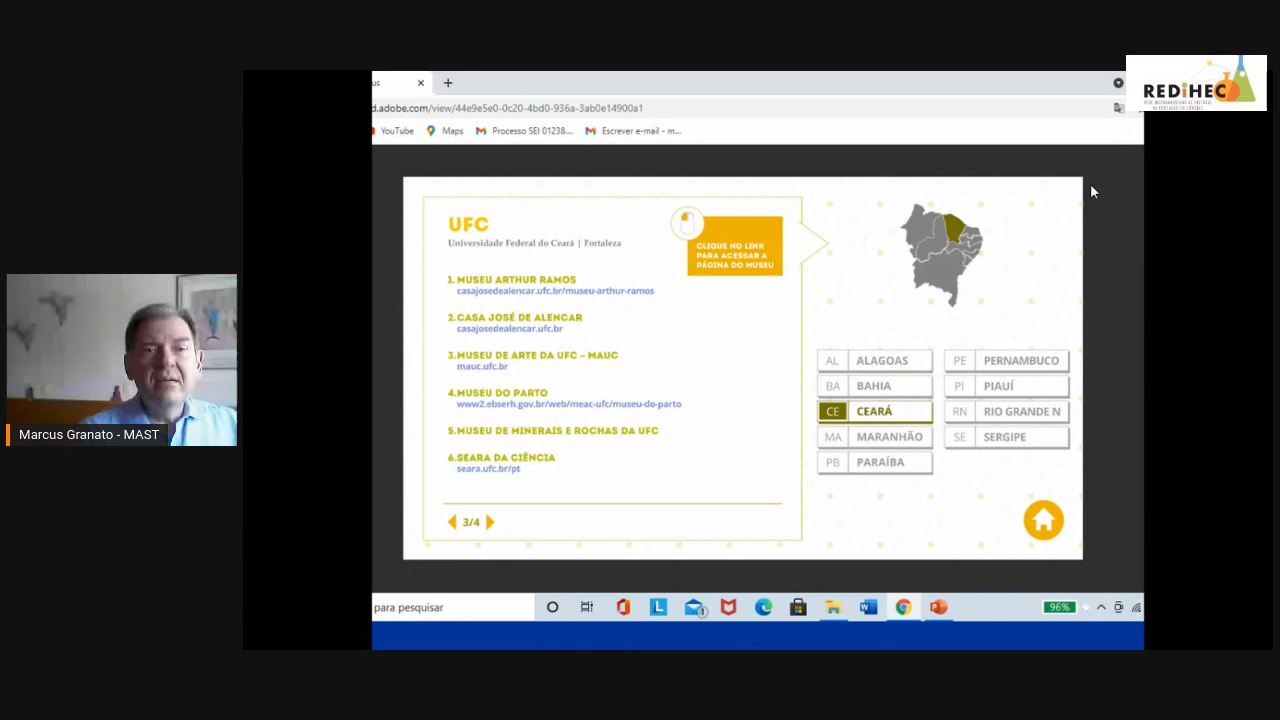 us
d.adobe.com/view/44e9e5e0-0c20-4bd0-936a-3ab0e14900a1
YouTube
Maps
Processo SEI 01238....
Escrever e-mail - m...
REDiHEC
UFC
Universidade Federal do Ceará | Fortaleza
CLIQUE NO LINK
PARA ACESSAR A
PÁGINA DO MUSEU
1. MUSEU ARTHUR RAMOS
casajosedealencar.ufc.br/museu-arthur-ramos
2.CASA JOSÉ DE ALENCAR
casajosedealencar.ufc.br
3.MUSEU DE ARTE DA UFC – MAUC
mauc.ufc.br
4.MUSEU DO PARTO
www2.ebserh.gov.br/web/meac-ufc/museu-do-parto
5.MUSEU DE MINERAIS E ROCHAS DA UFC
6.SEARA DA CIÊNCIA
seara.ufc.br/pt
3/4
AL ALAGOAS
BA BAHIA
CE CEARÁ
MA MARANHÃO
PB PARAÍBA
PE PERNAMBUCO
PI PIAUÍ
RN RIO GRANDE N
SE SERGIPE
Marcus Granato - MAST
para pesquisar
96%